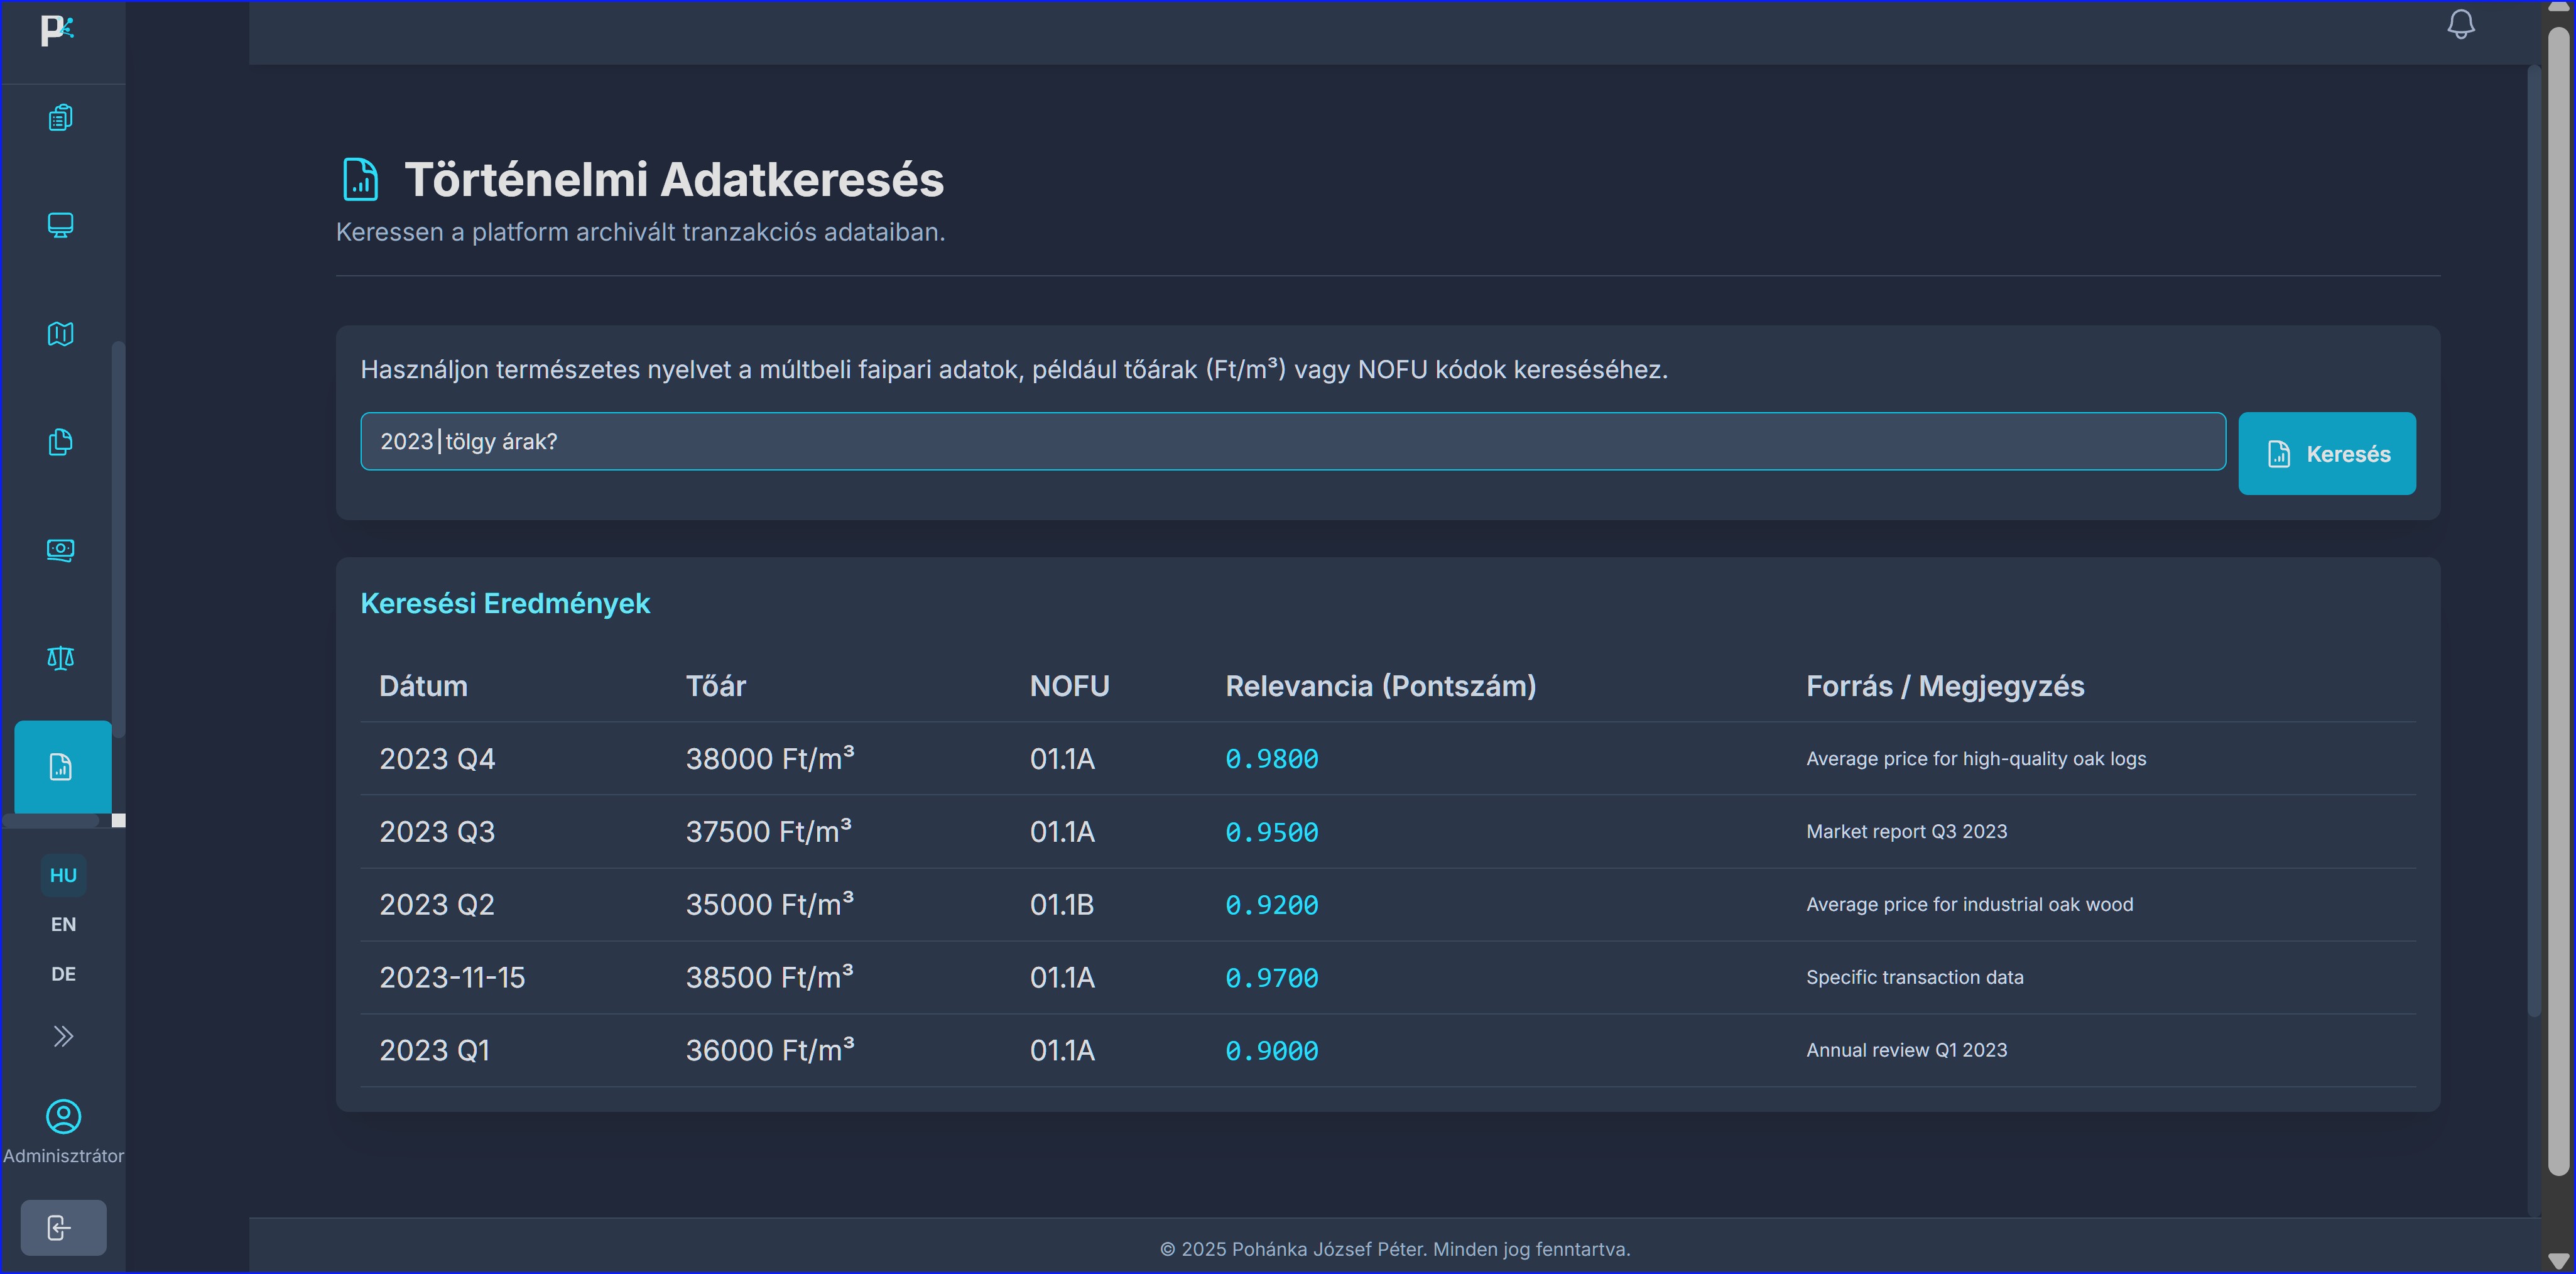 P
Történelmi Adatkeresés
Keressen a platform archivált tranzakciós adataiban.
Használjon természetes nyelvet a múltbeli faipari adatok, például tőárak (Ft/m³) vagy NOFU kódok kereséséhez.
2023 tölgy árak?
Keresés
Keresési Eredmények
Dátum Tőár NOFU Relevancia (Pontszám) Forrás / Megjegyzés
2023 Q4 38000 Ft/m³ 01.1A 0.9800 Average price for high-quality oak logs
2023 Q3 37500 Ft/m³ 01.1A 0.9500 Market report Q3 2023
2023 Q2 35000 Ft/m³ 01.1B 0.9200 Average price for industrial oak wood
2023-11-15 38500 Ft/m³ 01.1A 0.9700 Specific transaction data
2023 Q1 36000 Ft/m³ 01.1A 0.9000 Annual review Q1 2023
HU
EN
DE
Adminisztrátor
© 2025 Pohánka József Péter. Minden jog fenntartva.